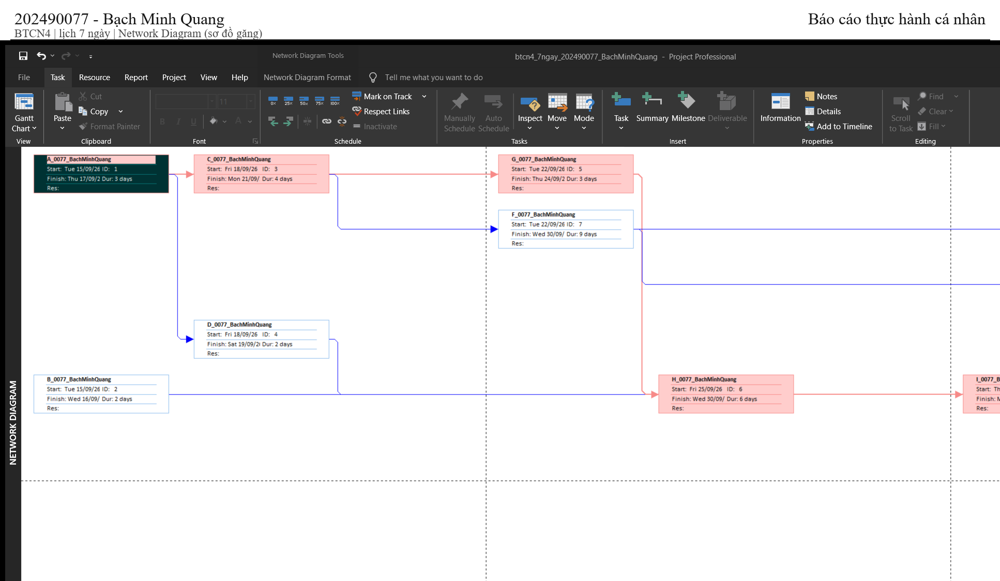 202490077 - Bạch Minh Quang
Báo cáo thực hành cá nhân
BTCN4 | lịch 7 ngày | Network Diagram (sơ đồ găng)
Network Diagram Tools
btcn4_7ngay_202490077_BachMinhQuang - Project Professional
File Task Resource Report Project View Help Network Diagram Format Tell me what you want to do
Gantt Chart
View
Paste
Cut
Copy
Format Painter
Clipboard
11
B I U A
Font
0% 25% 50% 75% 100%
Mark on Track
Respect Links
Inactivate
Schedule
Manually Schedule
Auto Schedule
Inspect
Move
Mode
Tasks
Task
Summary
Milestone
Deliverable
Insert
Information
Notes
Details
Add to Timeline
Properties
Scroll to Task
Find
Clear
Fill
Editing
NETWORK DIAGRAM
A_0077_BachMinhQuang
Start: Tue 15/09/26 ID: 1
Finish: Thu 17/09/2 Dur: 3 days
Res:
C_0077_BachMinhQuang
Start: Fri 18/09/26 ID: 3
Finish: Mon 21/09/ Dur: 4 days
Res:
G_0077_BachMinhQuang
Start: Tue 22/09/26 ID: 5
Finish: Thu 24/09/2 Dur: 3 days
Res:
F_0077_BachMinhQuang
Start: Tue 22/09/26 ID: 7
Finish: Wed 30/09/ Dur: 9 days
Res:
D_0077_BachMinhQuang
Start: Fri 18/09/26 ID: 4
Finish: Sat 19/09/2 Dur: 2 days
Res:
B_0077_BachMinhQuang
Start: Tue 15/09/26 ID: 2
Finish: Wed 16/09/ Dur: 2 days
Res:
H_0077_BachMinhQuang
Start: Fri 25/09/26 ID: 6
Finish: Wed 30/09/ Dur: 6 days
Res:
I_0077_B
Start: Th
Finish: M
Res: